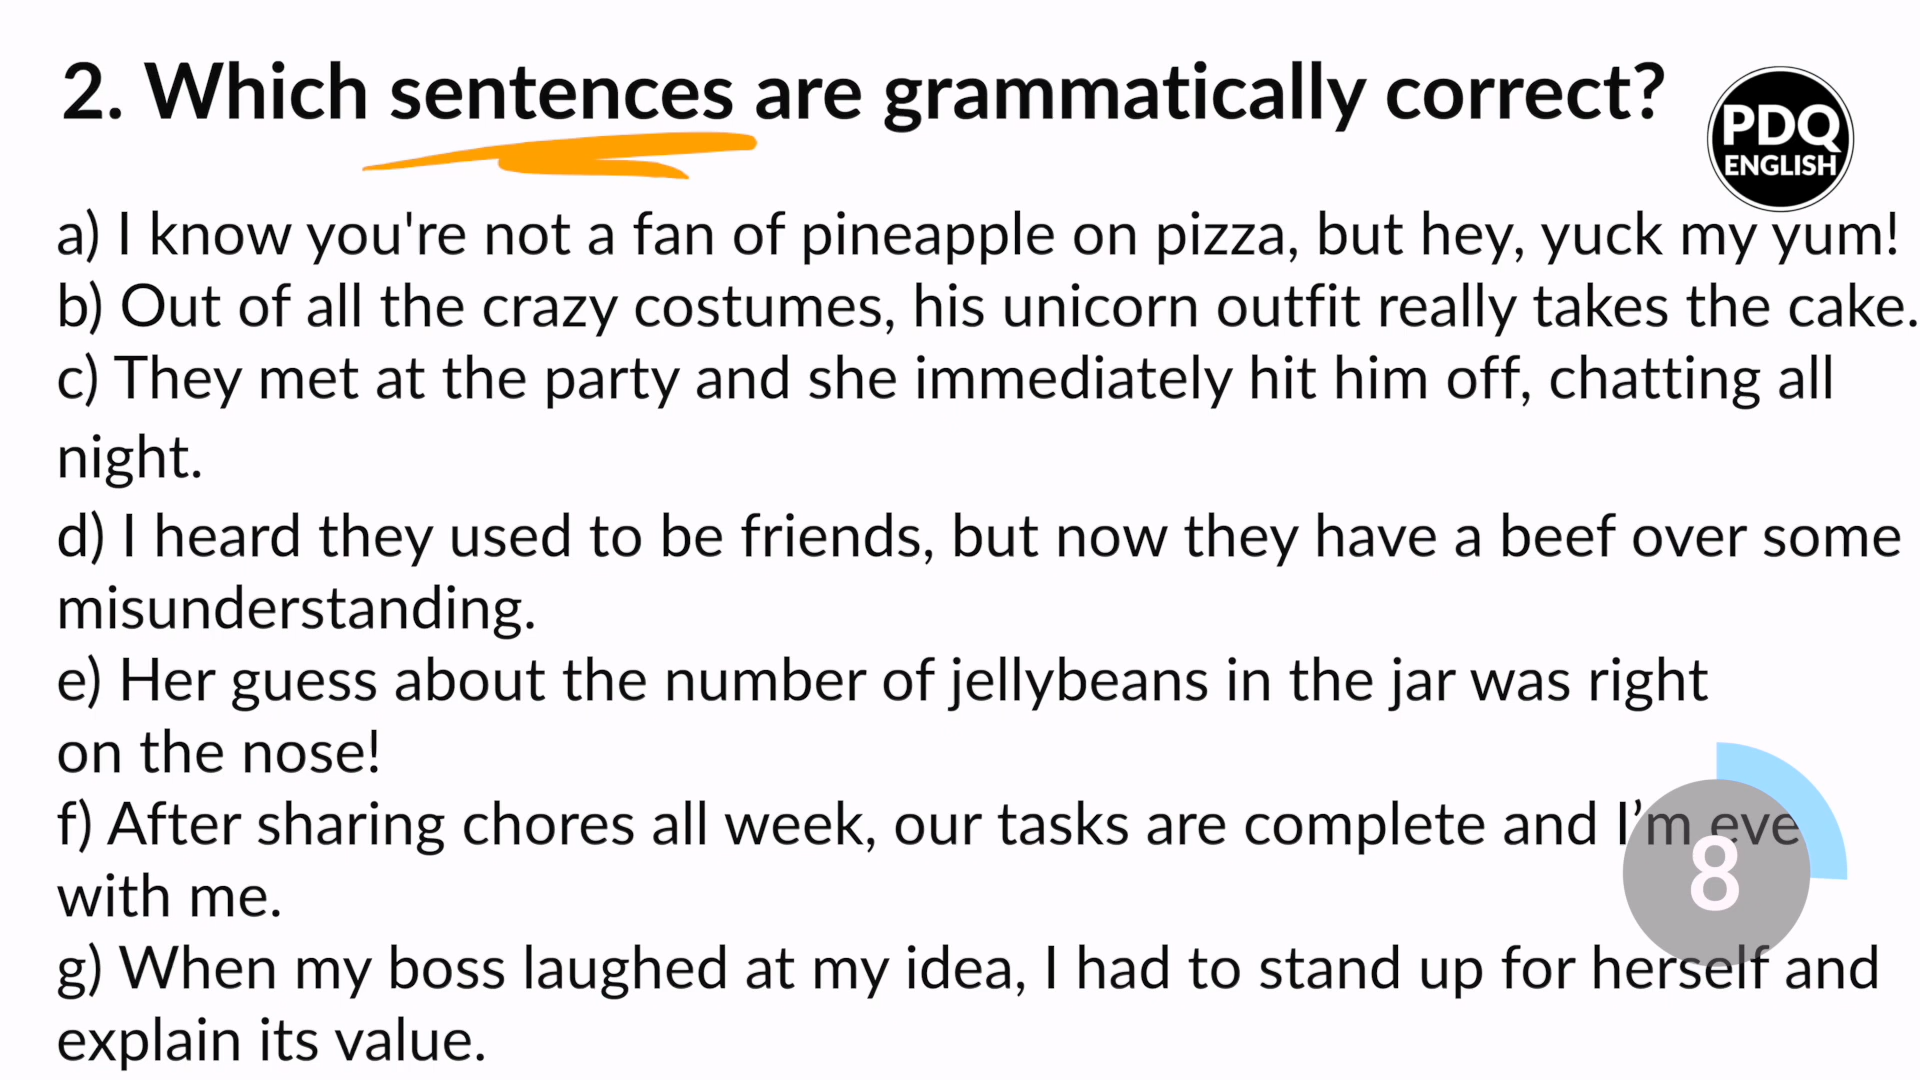 2. Which sentences are grammatically correct?
PDQ
ENGLISH
a) I know you're not a fan of pineapple on pizza, but hey, yuck my yum!
b) Out of all the crazy costumes, his unicorn outfit really takes the cake.
c) They met at the party and she immediately hit him off, chatting all
night.
d) I heard they used to be friends, but now they have a beef over some
misunderstanding.
e) Her guess about the number of jellybeans in the jar was right
on the nose!
f) After sharing chores all week, our tasks are complete and I’m eve
8
with me.
g) When my boss laughed at my idea, I had to stand up for herself and
explain its value.